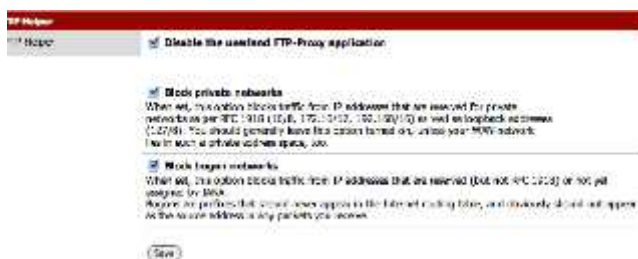 FTP Helper
FTP Helper
Disable the userland FTP-Proxy application
Block private networks
When set, this option blocks traffic from IP addresses that are reserved for private
networks as per RFC 1918 (10/8, 172.16/12, 192.168/16) as well as loopback addresses
(127/8). You should generally leave this option turned on, unless your WAN network
lies in such a private address space, too.
Block bogon networks
When set, this option blocks traffic from IP addresses that are reserved (but not RFC 1918) or not yet
assigned by IANA.
Bogons are prefixes that should never appear in the Internet routing table, and obviously should not appear
as the source address in any packets you receive.
Save